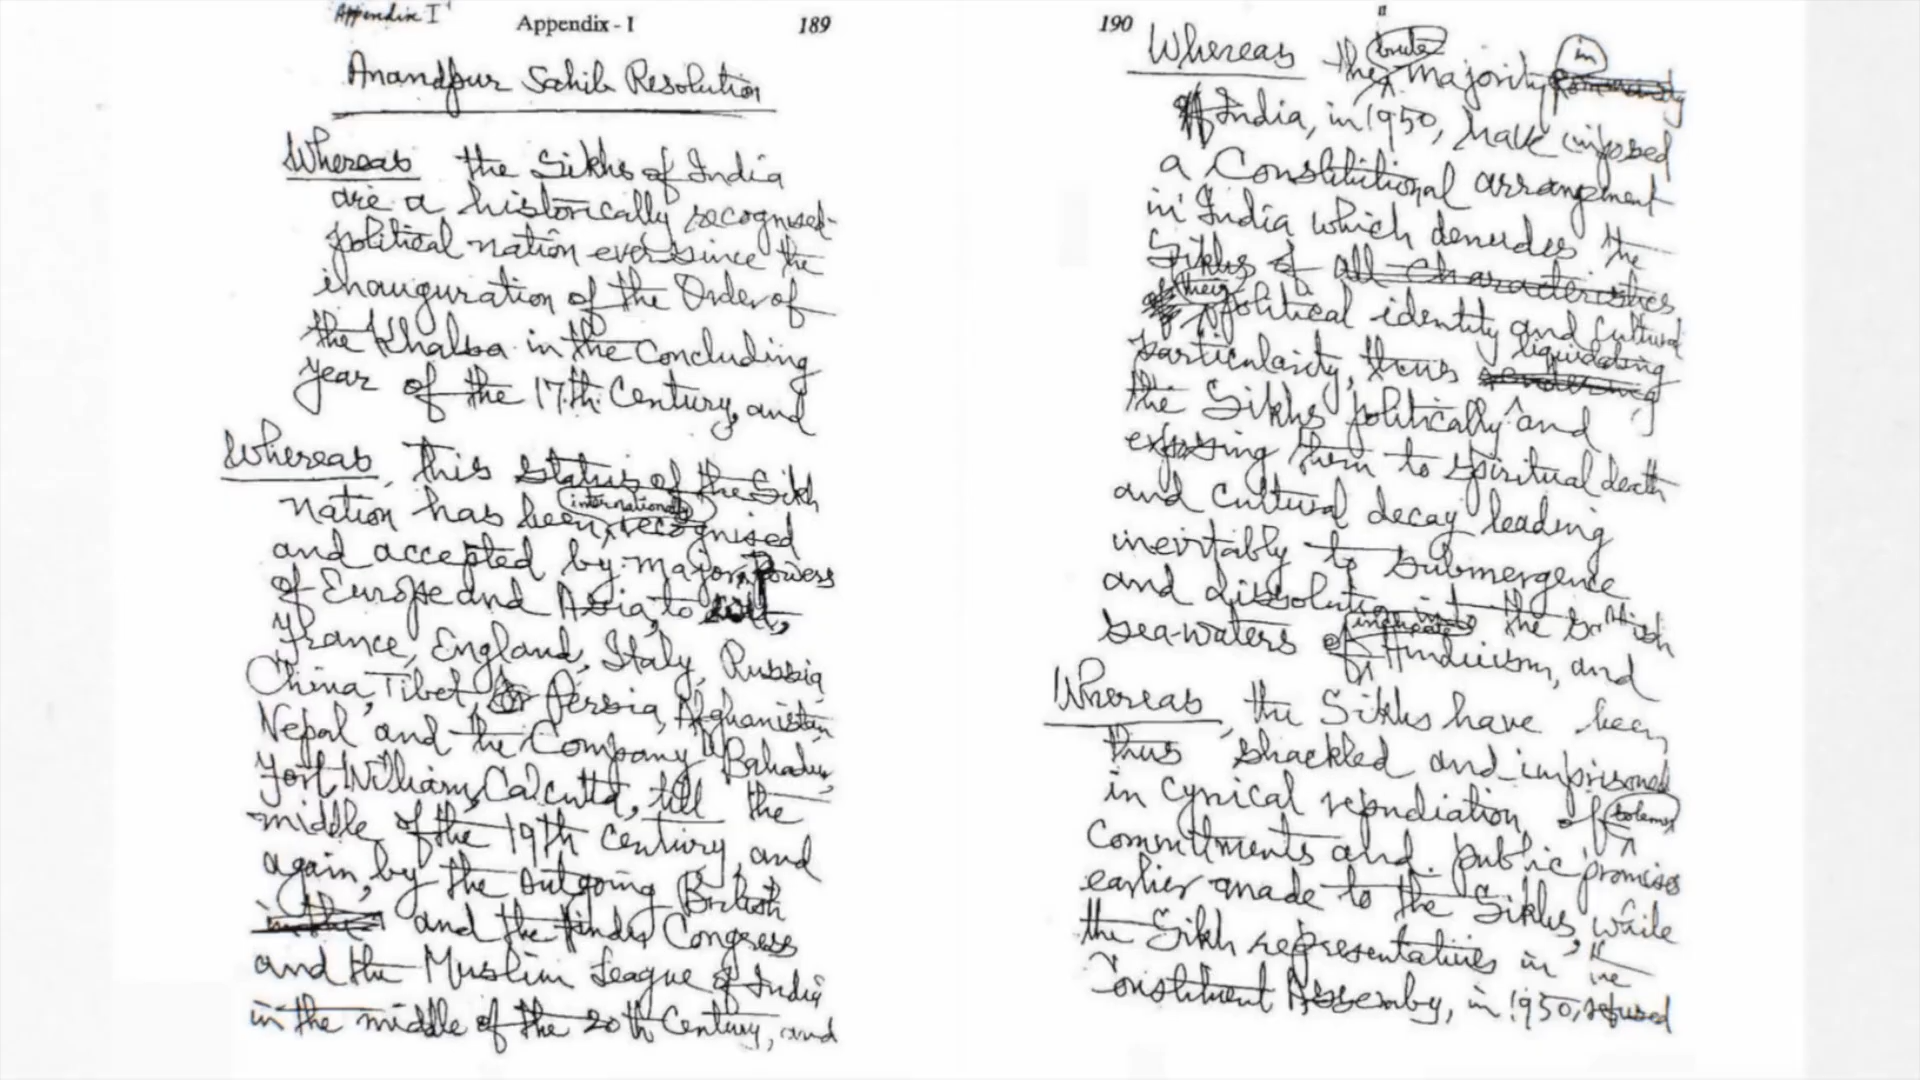 Appendix I
Appendix - I
189
Anandpur Sahib Resolution
Whereas the Sikhs of India
are a historically recognised
political nation ever since the
inauguration of the Order of
the Khalsa in the concluding
year of the 17th Century, and
Whereas, this status of the Sikh
internationally
nation has been recognised
and accepted by major powers
of Europe and Asia, to wit,
France, England, Italy, Russia,
China, Tibet, Persia, Afghanistan,
Nepal and the Company Bahadur,
Fort William, Calcutta, till the
middle of the 19th century, and
again, by the outgoing British
in the and the Hindu Congress
and the Muslim League of India
in the middle of the 20th Century, and
190
brute
in
Whereas the majority community
of India, in 1950, have imposed
a Constitutional arrangement
in India which denudes the
Sikhs of all characteristics
of their political identity and cultural
liquidating
particularity, thus rendering
the Sikhs politically and
exposing them to spiritual death
and cultural decay leading
inevitably to submergence
and dissolution into the saltish
sea-waters of Hinduism, and
Whereas, the Sikhs have been
thus shackled and imprisoned
in cynical repudiation of solemn
commitments and public promises
earlier made to the Sikhs, while
the Sikh representatives in the
Constituent Assembly, in 1950, refused